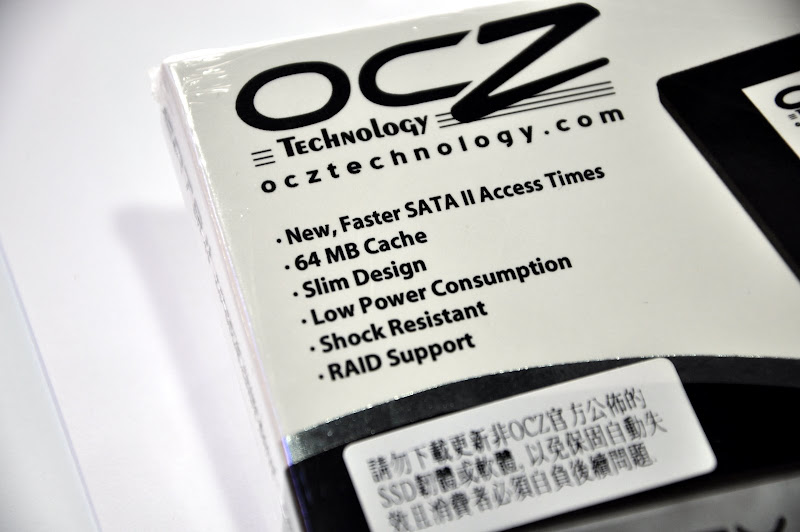 OCZ
Technology
ocztechnology.com
· New, Faster SATA II Access Times
· 64 MB Cache
· Slim Design
· Low Power Consumption
· Shock Resistant
· RAID Support
請勿下載更新非OCZ官方公佈的
SSD韌體或軟體, 以免保固自動失
效且消費者必須自負後續問題.